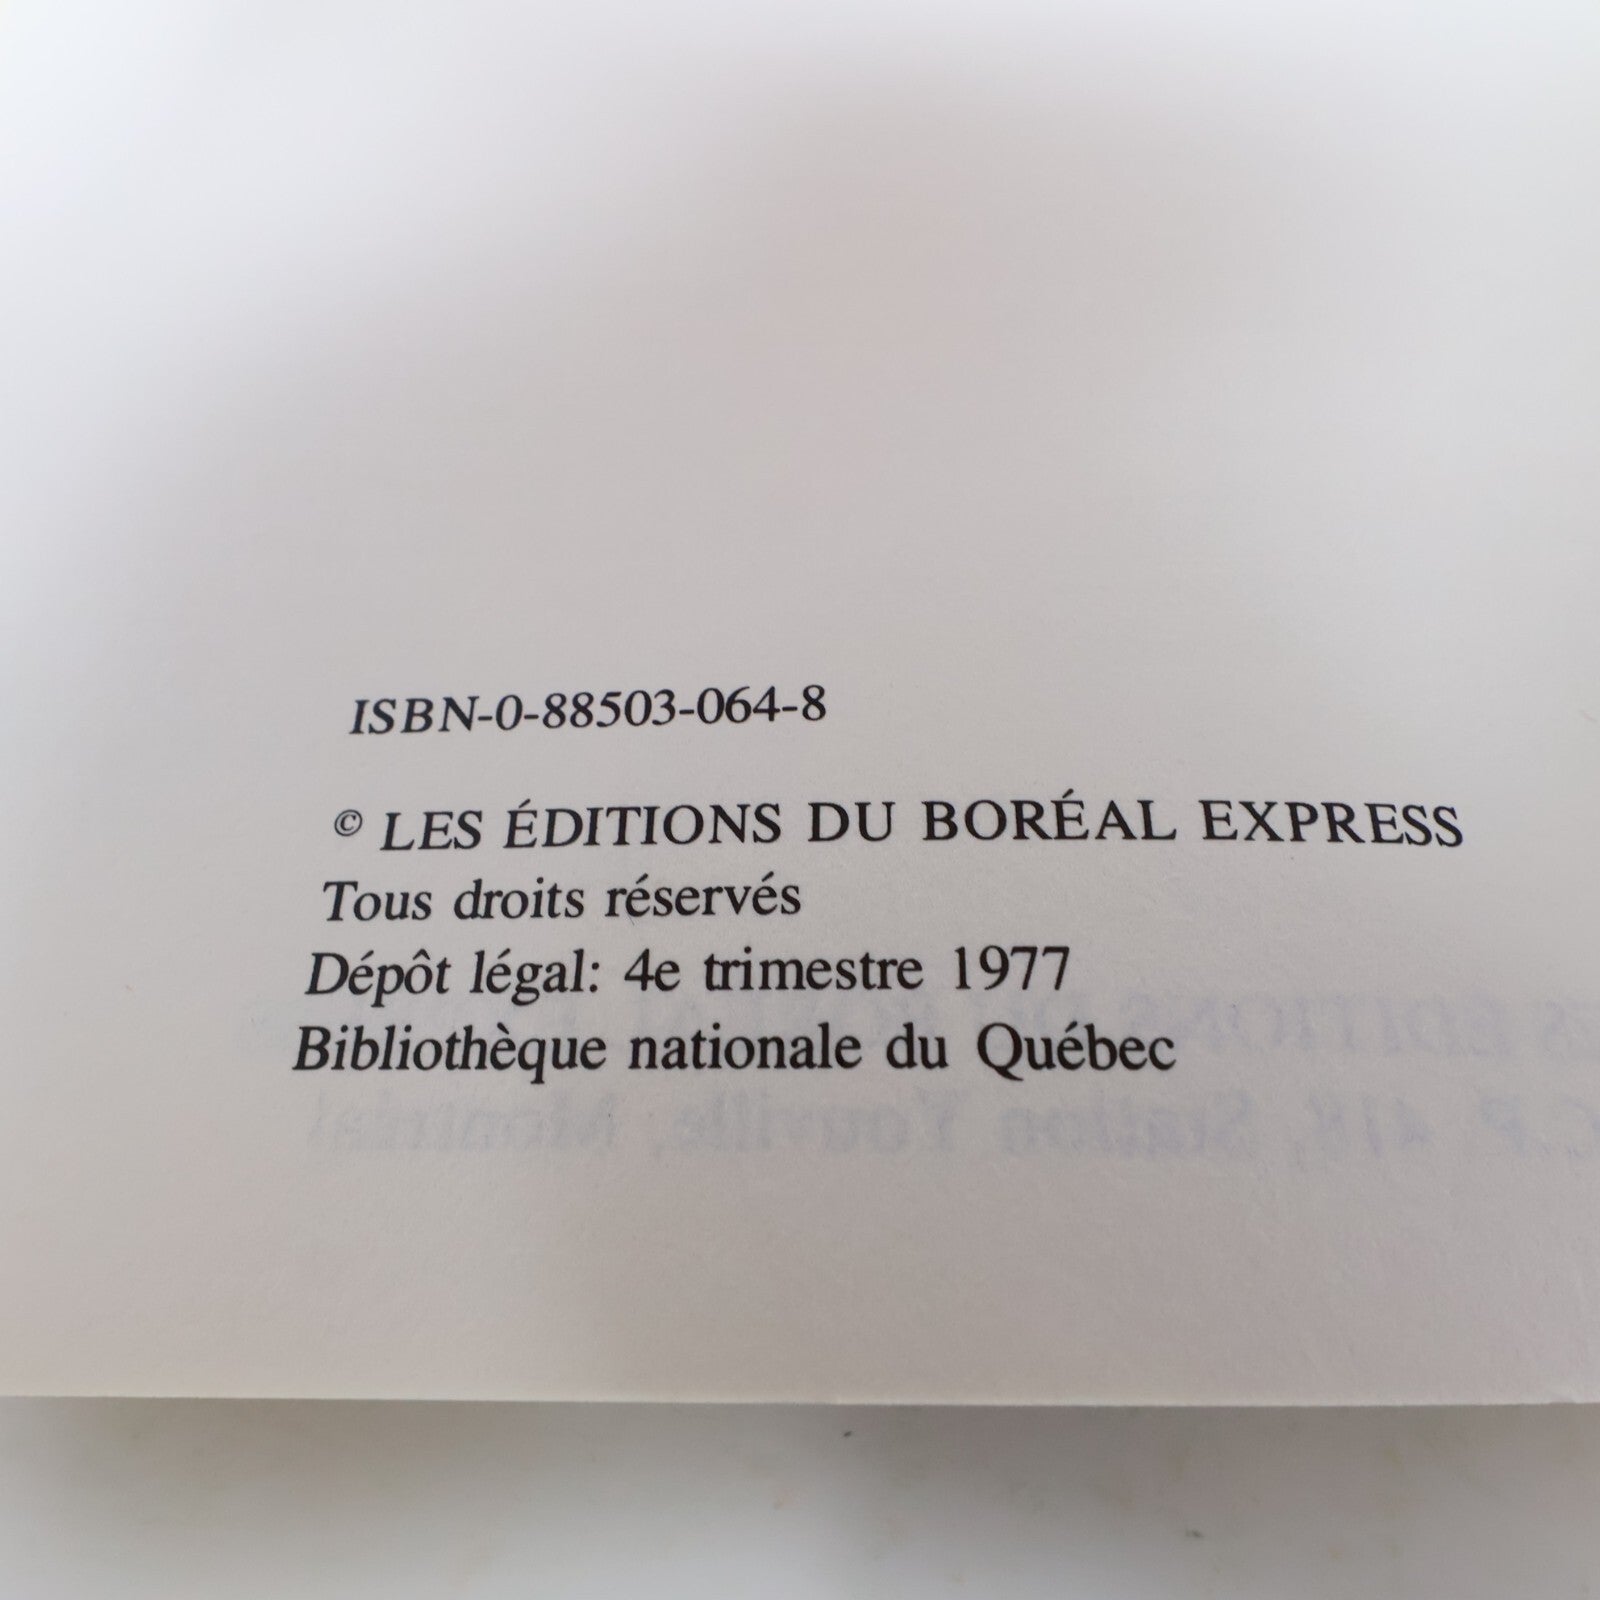 ISBN-0-88503-064-8
© LES ÉDITIONS DU BORÉAL EXPRESS
Tous droits réservés
Dépôt légal: 4e trimestre 1977
Bibliothèque nationale du Québec